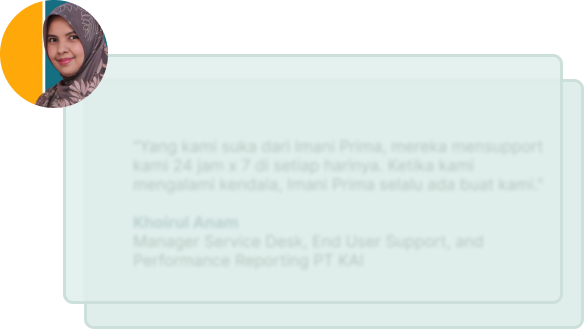 "Yang kami suka dari Imani Prima, mereka mensupport
kami 24 jam x 7 di setiap harinya. Ketika kami
mengalami kendala, Imani Prima selalu ada buat kami."
Khoirul Anam
Manager Service Desk, End User Support, and
Performance Reporting PT KAI